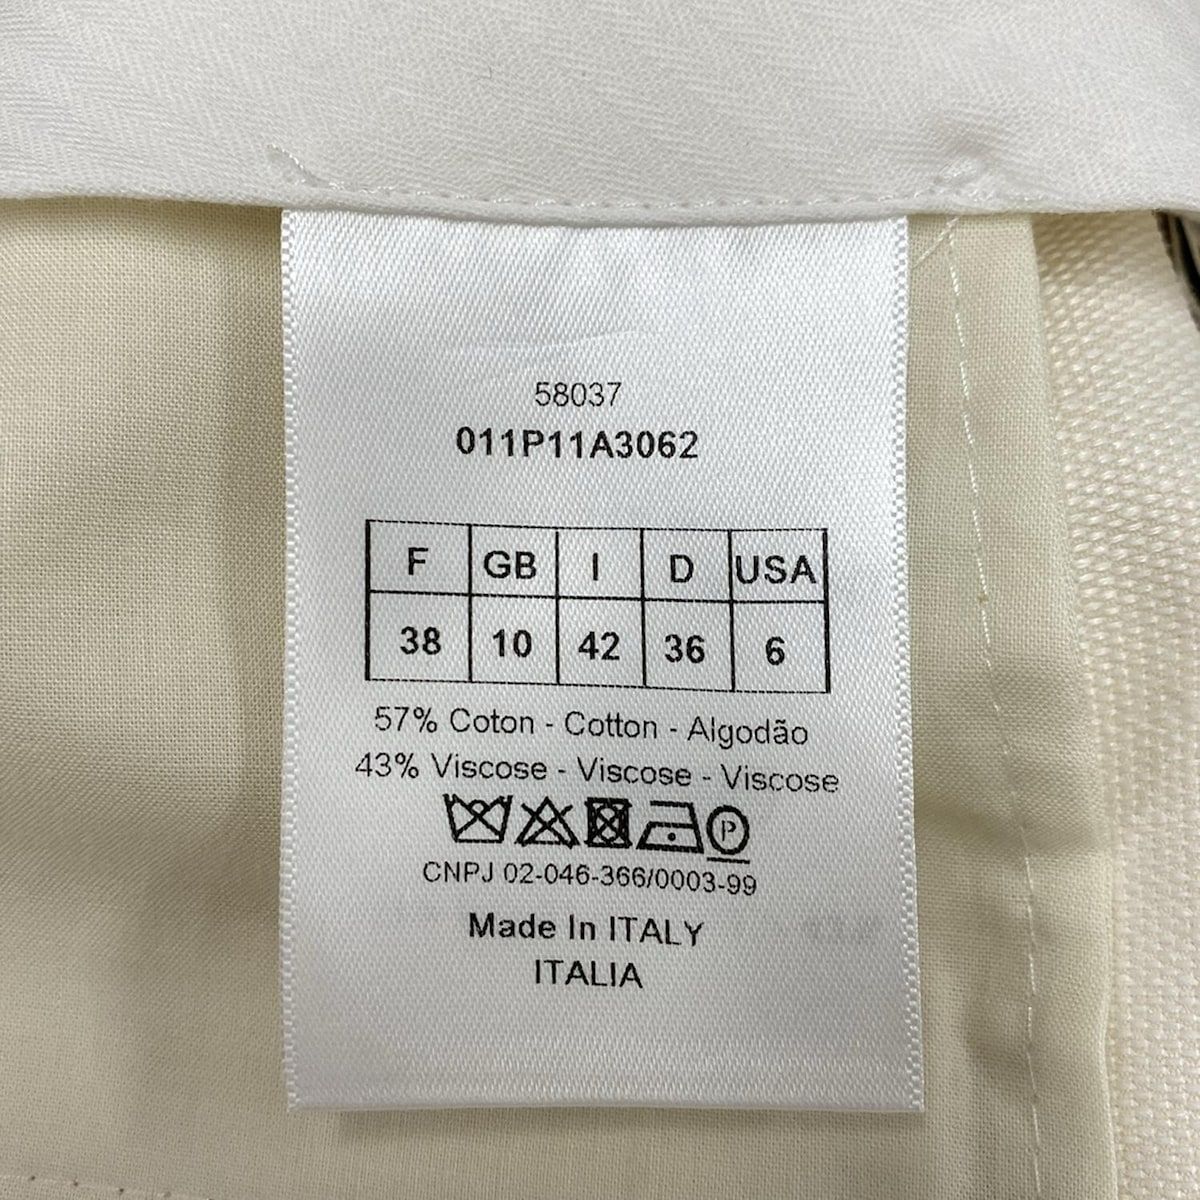 58037
011P11A3062
F GB I D USA
38 10 42 36 6
57% Coton - Cotton - Algodão
43% Viscose - Viscose - Viscose
P
CNPJ 02-046-366/0003-99
Made In ITALY
ITALIA